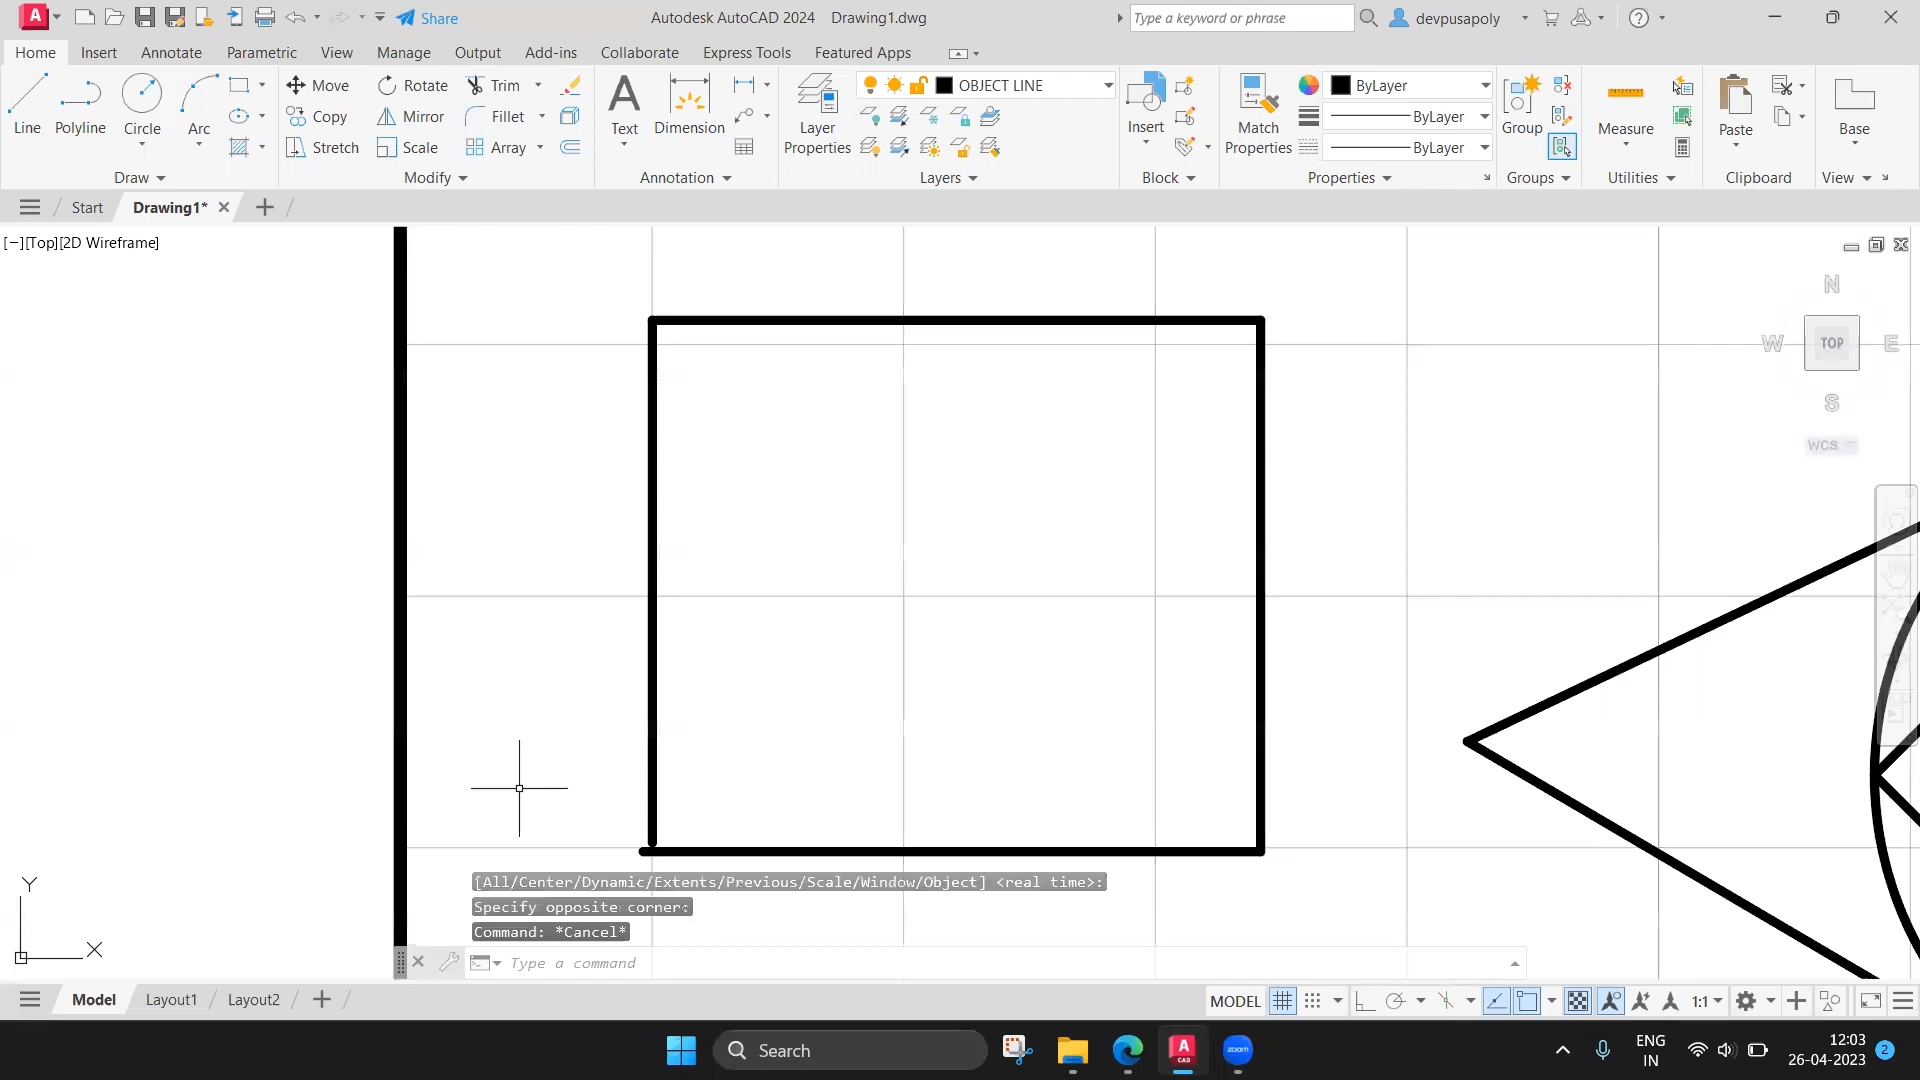 A CAD Share Autodesk AutoCAD 2024 Drawing1.dwg Type a keyword or phrase devpusapoly
Home Insert Annotate Parametric View Manage Output Add-ins Collaborate Express Tools Featured Apps
Line Polyline Circle Arc
Move Rotate Trim
Copy Mirror Fillet
Stretch Scale Array
Text Dimension
Layer Properties
OBJECT LINE
Insert
Match Properties
ByLayer
ByLayer
ByLayer
Group
Measure
Paste
Base
Draw Modify Annotation Layers Block Properties Groups Utilities Clipboard View
Start Drawing1*
[−][Top][2D Wireframe]
N
W TOP E
S
WCS
Y
X
[All/Center/Dynamic/Extents/Previous/Scale/Window/Object] <real time>:
Specify opposite corner:
Command: *Cancel*
Type a command
Model Layout1 Layout2 MODEL 1:1
Search
A CAD
zoom
ENG
IN
12:03
26-04-2023
2